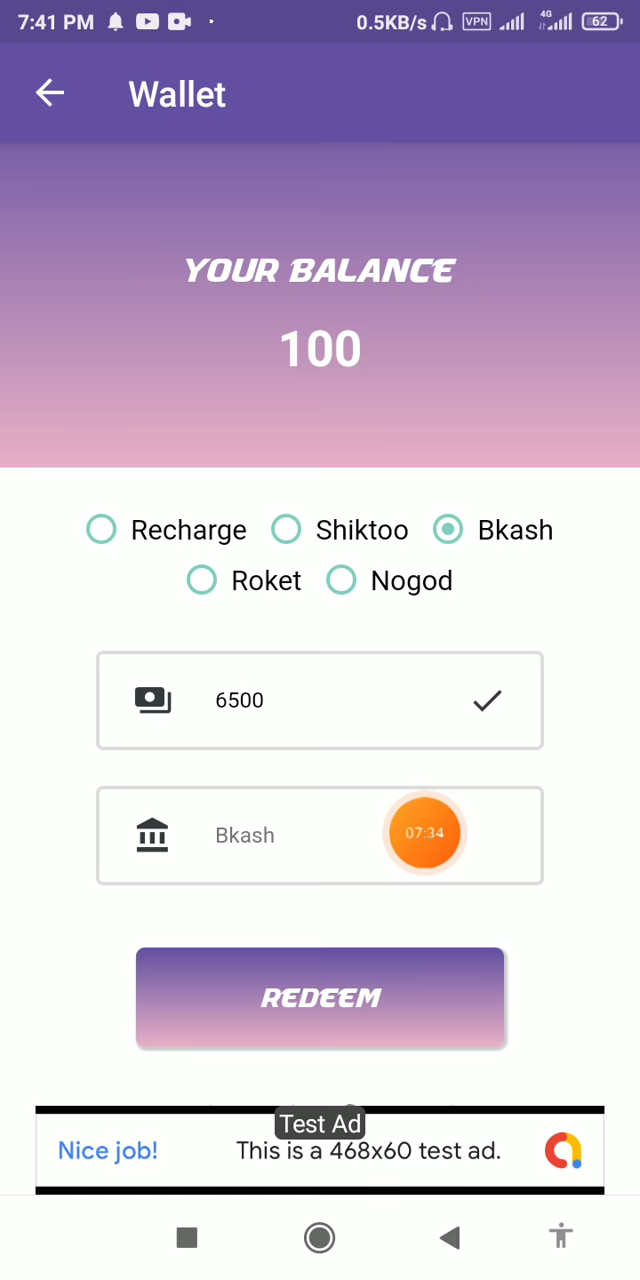 7:41 PM 0.5KB/s VPN 4G 62
Wallet
YOUR BALANCE
100
Recharge Shiktoo Bkash
Roket Nogod
6500
Bkash 07:34
REDEEM
Test Ad
Nice job! This is a 468x60 test ad.